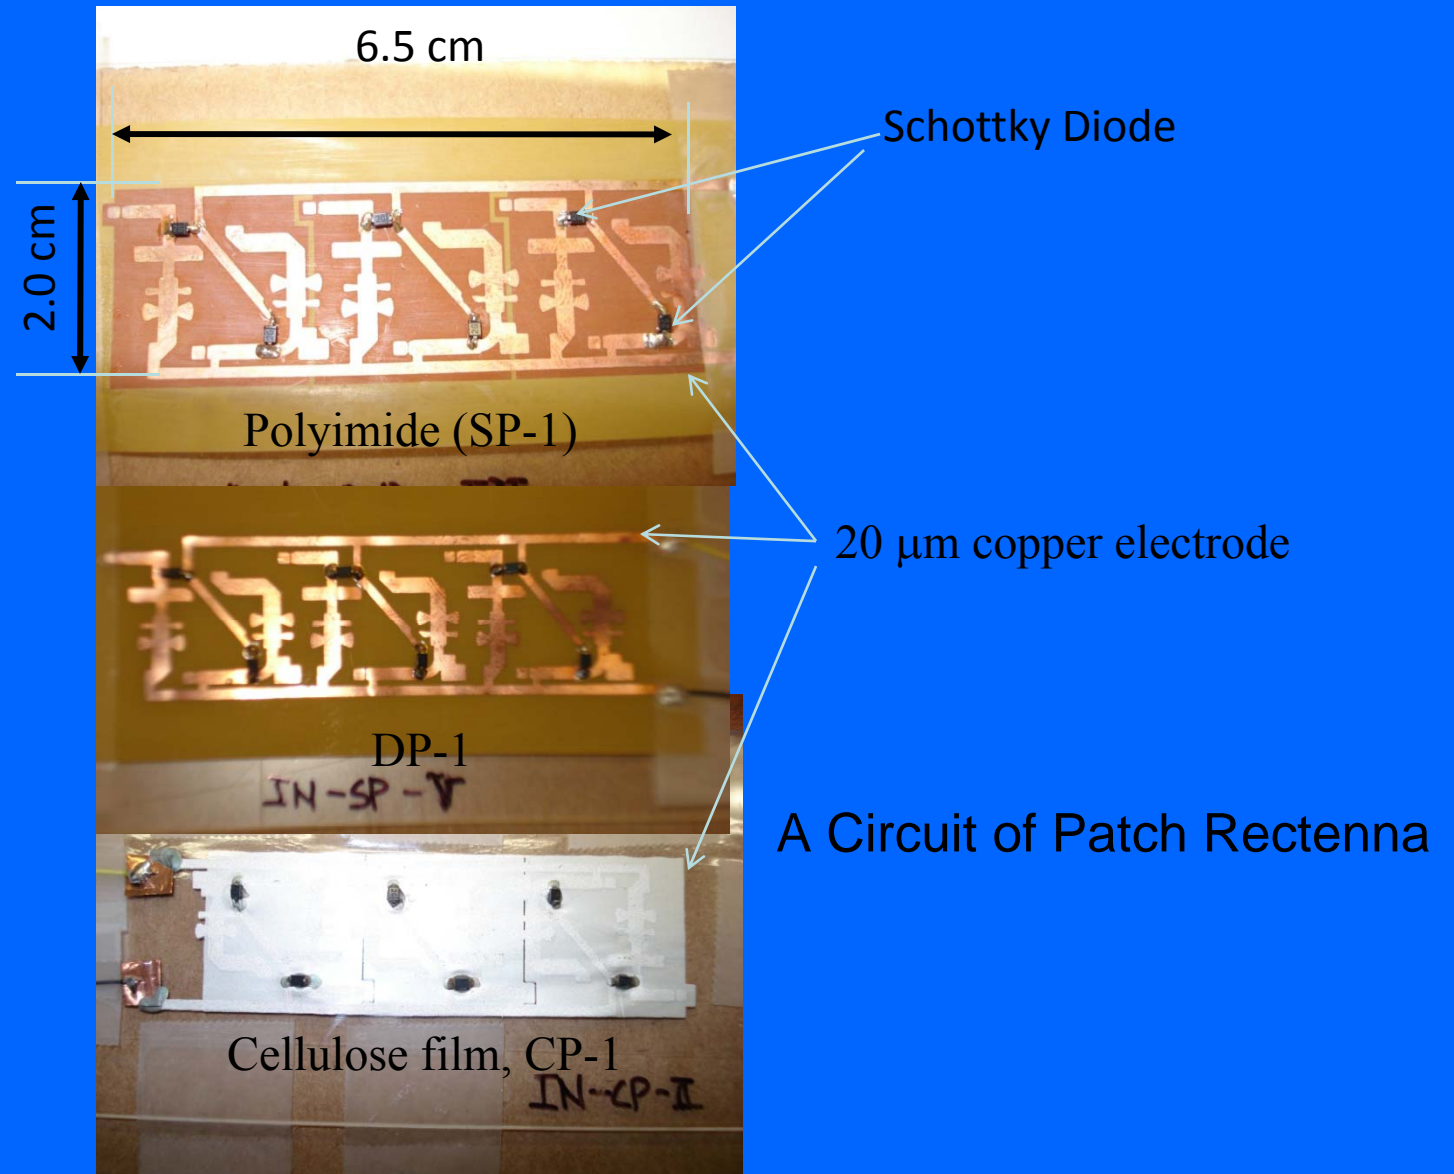 6.5 cm
Schottky Diode
2.0 cm
Polyimide (SP-1)
20 μm copper electrode
DP-1
IN-SP-V
A Circuit of Patch Rectenna
Cellulose film, CP-1
IN-CP-II